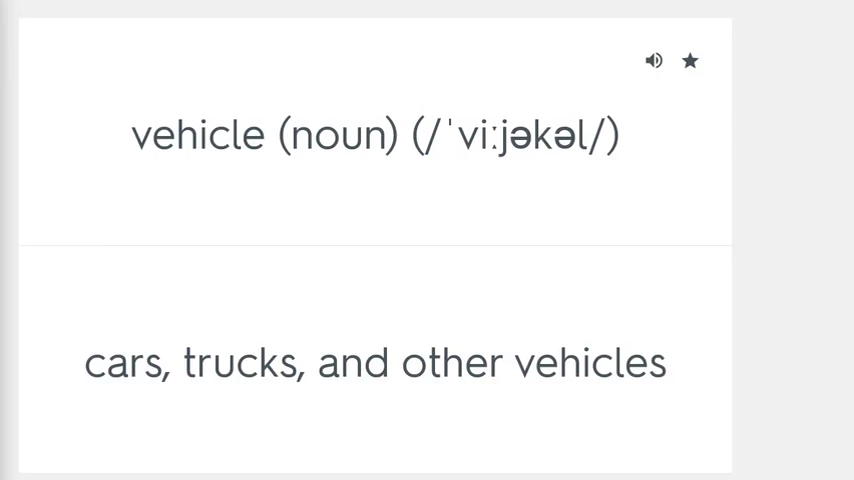 vehicle (noun) (/ˈviːjəkəl/)
cars, trucks, and other vehicles